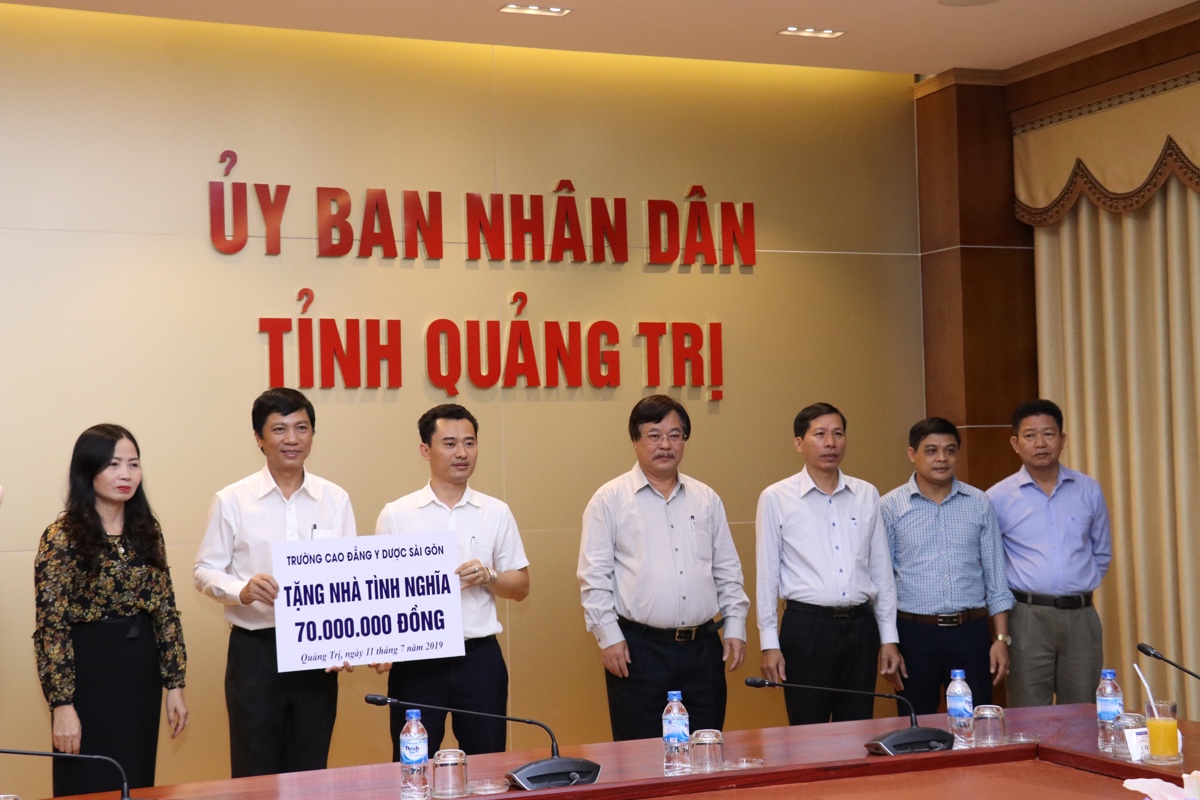 ỦY BAN NHÂN DÂN
TỈNH QUẢNG TRỊ
TRƯỜNG CAO ĐẲNG Y DƯỢC SÀI GÒN
TẶNG NHÀ TÌNH NGHĨA
70.000.000 ĐỒNG
Quảng Trị, ngày 11 tháng 7 năm 2019